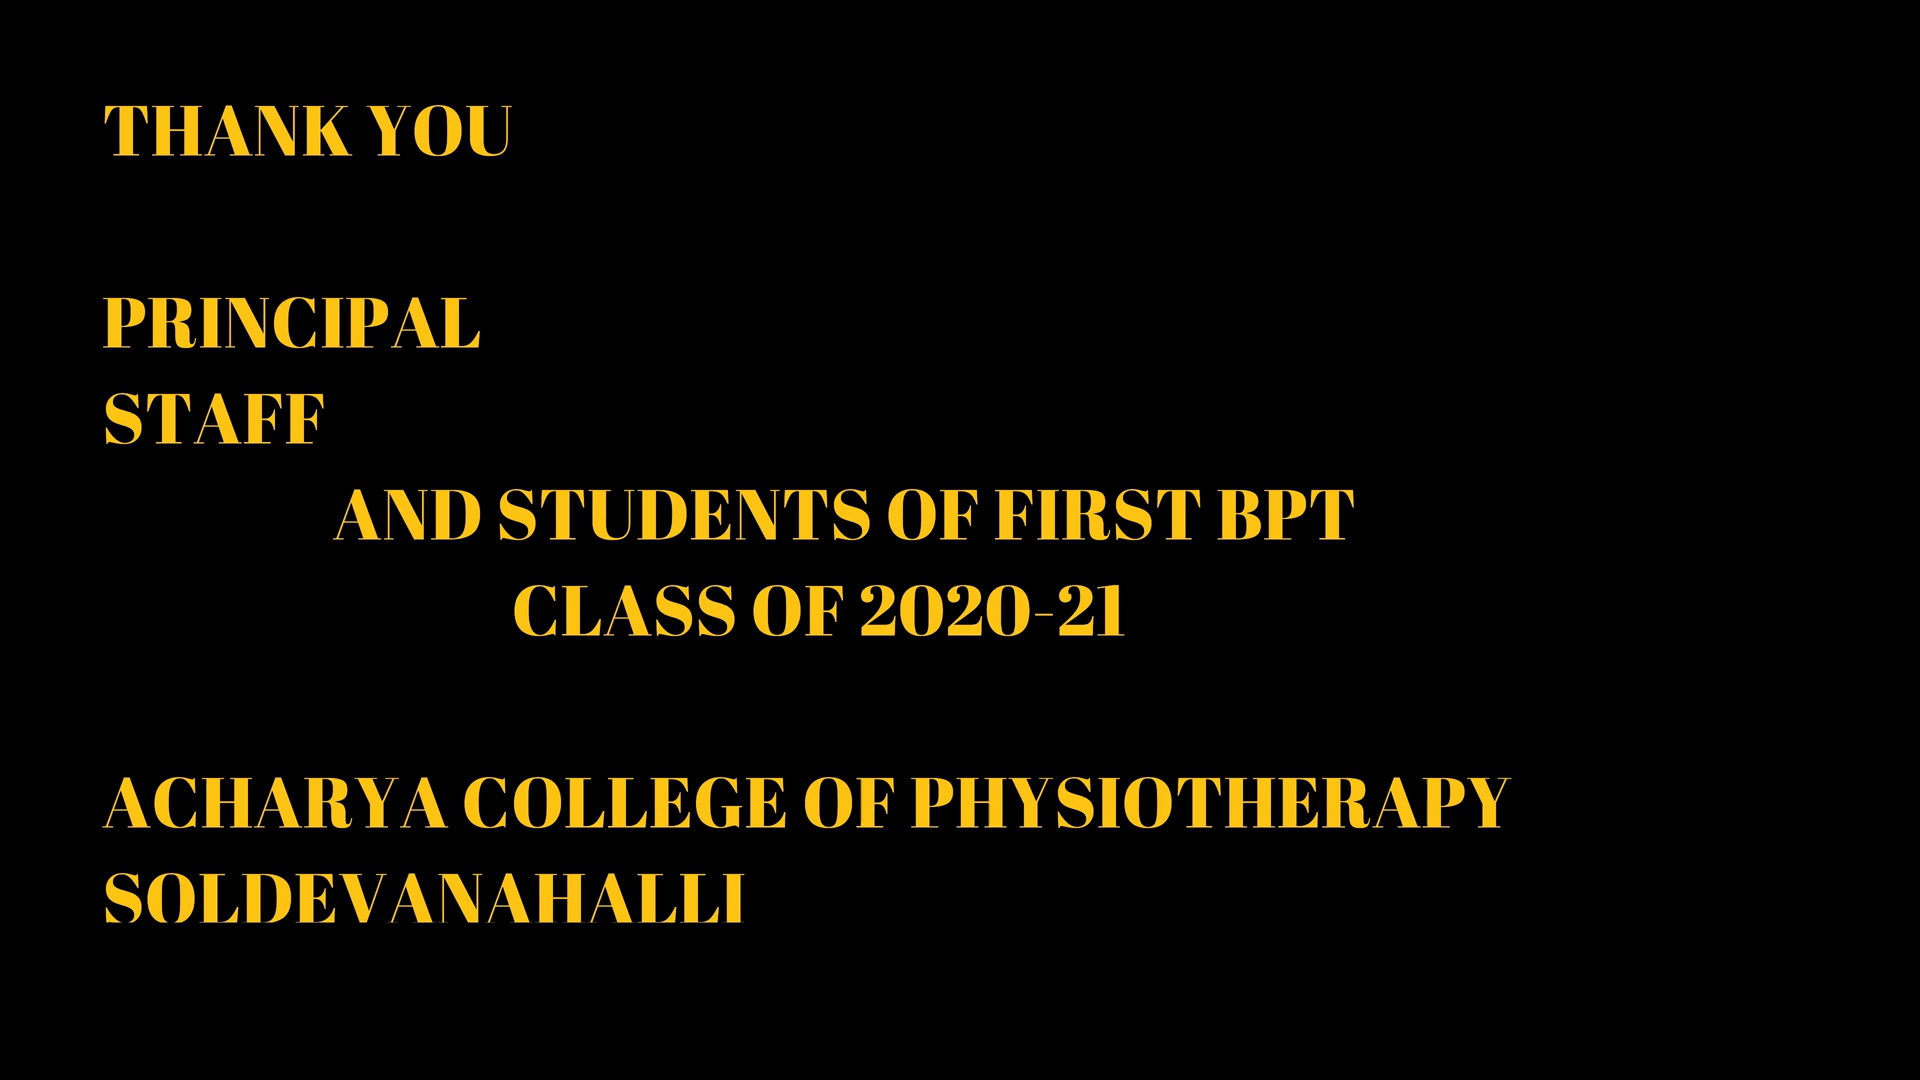 THANK YOU
PRINCIPAL
STAFF
AND STUDENTS OF FIRST BPT
CLASS OF 2020-21
ACHARYA COLLEGE OF PHYSIOTHERAPY
SOLDEVANAHALLI